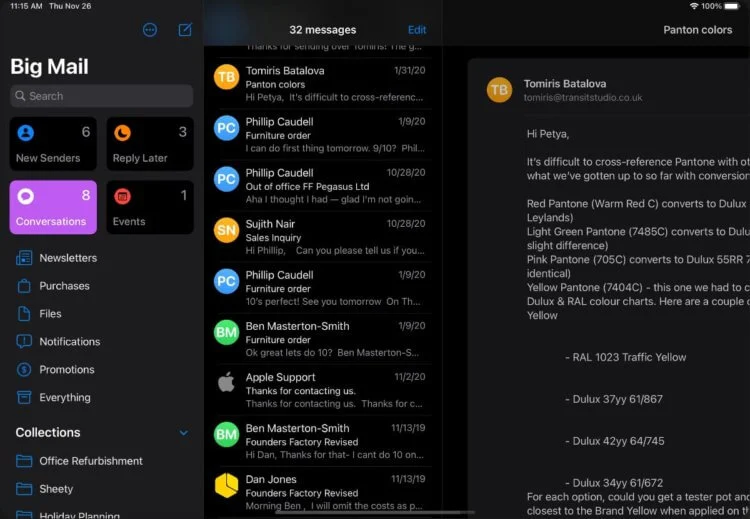 11:15 AM Thu Nov 26
100%
Big Mail
Search
6
New Senders
3
Reply Later
8
Conversations
1
Events
Newsletters
Purchases
Files
Notifications
Promotions
Everything
Collections
Office Refurbishment
Sheety
Holiday Planning
32 messages
Edit
Thanks for sending over Tomiris! The g...
TB
Tomiris Batalova 1/31/20
Panton colors
Hi Petya, It's difficult to cross-referenc...
PC
Phillip Caudell 1/9/20
Furniture order
I can do first thing tomorrow. 9/10? Phil...
PC
Phillip Caudell 10/28/20
Out of office FF Pegasus Ltd
Aha I thought I had — glad I'm not goin...
SN
Sujith Nair 10/28/20
Sales Inquiry
Hi Phillip, Can you please tell us if you...
PC
Phillip Caudell 1/9/20
Furniture order
10's perfect! See you tomorrow On Th...
BM
Ben Masterton-Smith 1/9/20
Furniture order
Ok great lets do 10? Ben Masterton-S...
Apple Support 11/2/20
Thanks for contacting us.
Thanks for contacting us. Thanks for c...
BM
Ben Masterton-Smith 11/13/19
Founders Factory Revised
Hi Dan, Thanks for that- I cant do 10 on...
Dan Jones 11/13/19
Founders Factory Revised
Morning Ben , I will omit the costs as p...
Panton colors
TB
Tomiris Batalova
tomiris@transitstudio.co.uk
Hi Petya,
It's difficult to cross-reference Pantone with ot
what we've gotten up to so far with conversion
Red Pantone (Warm Red C) converts to Dulux
Leylands)
Light Green Pantone (7485C) converts to Dulu
slight difference)
Pink Pantone (705C) converts to Dulux 55RR 7
identical)
Yellow Pantone (7404C) - this one we had to c
Dulux & RAL colour charts. Here are a couple o
Yellow
- RAL 1023 Traffic Yellow
- Dulux 37yy 61/867
- Dulux 42yy 64/745
- Dulux 34yy 61/672
For each option, could you get a tester pot and
closest to the Brand Yellow when applied on th